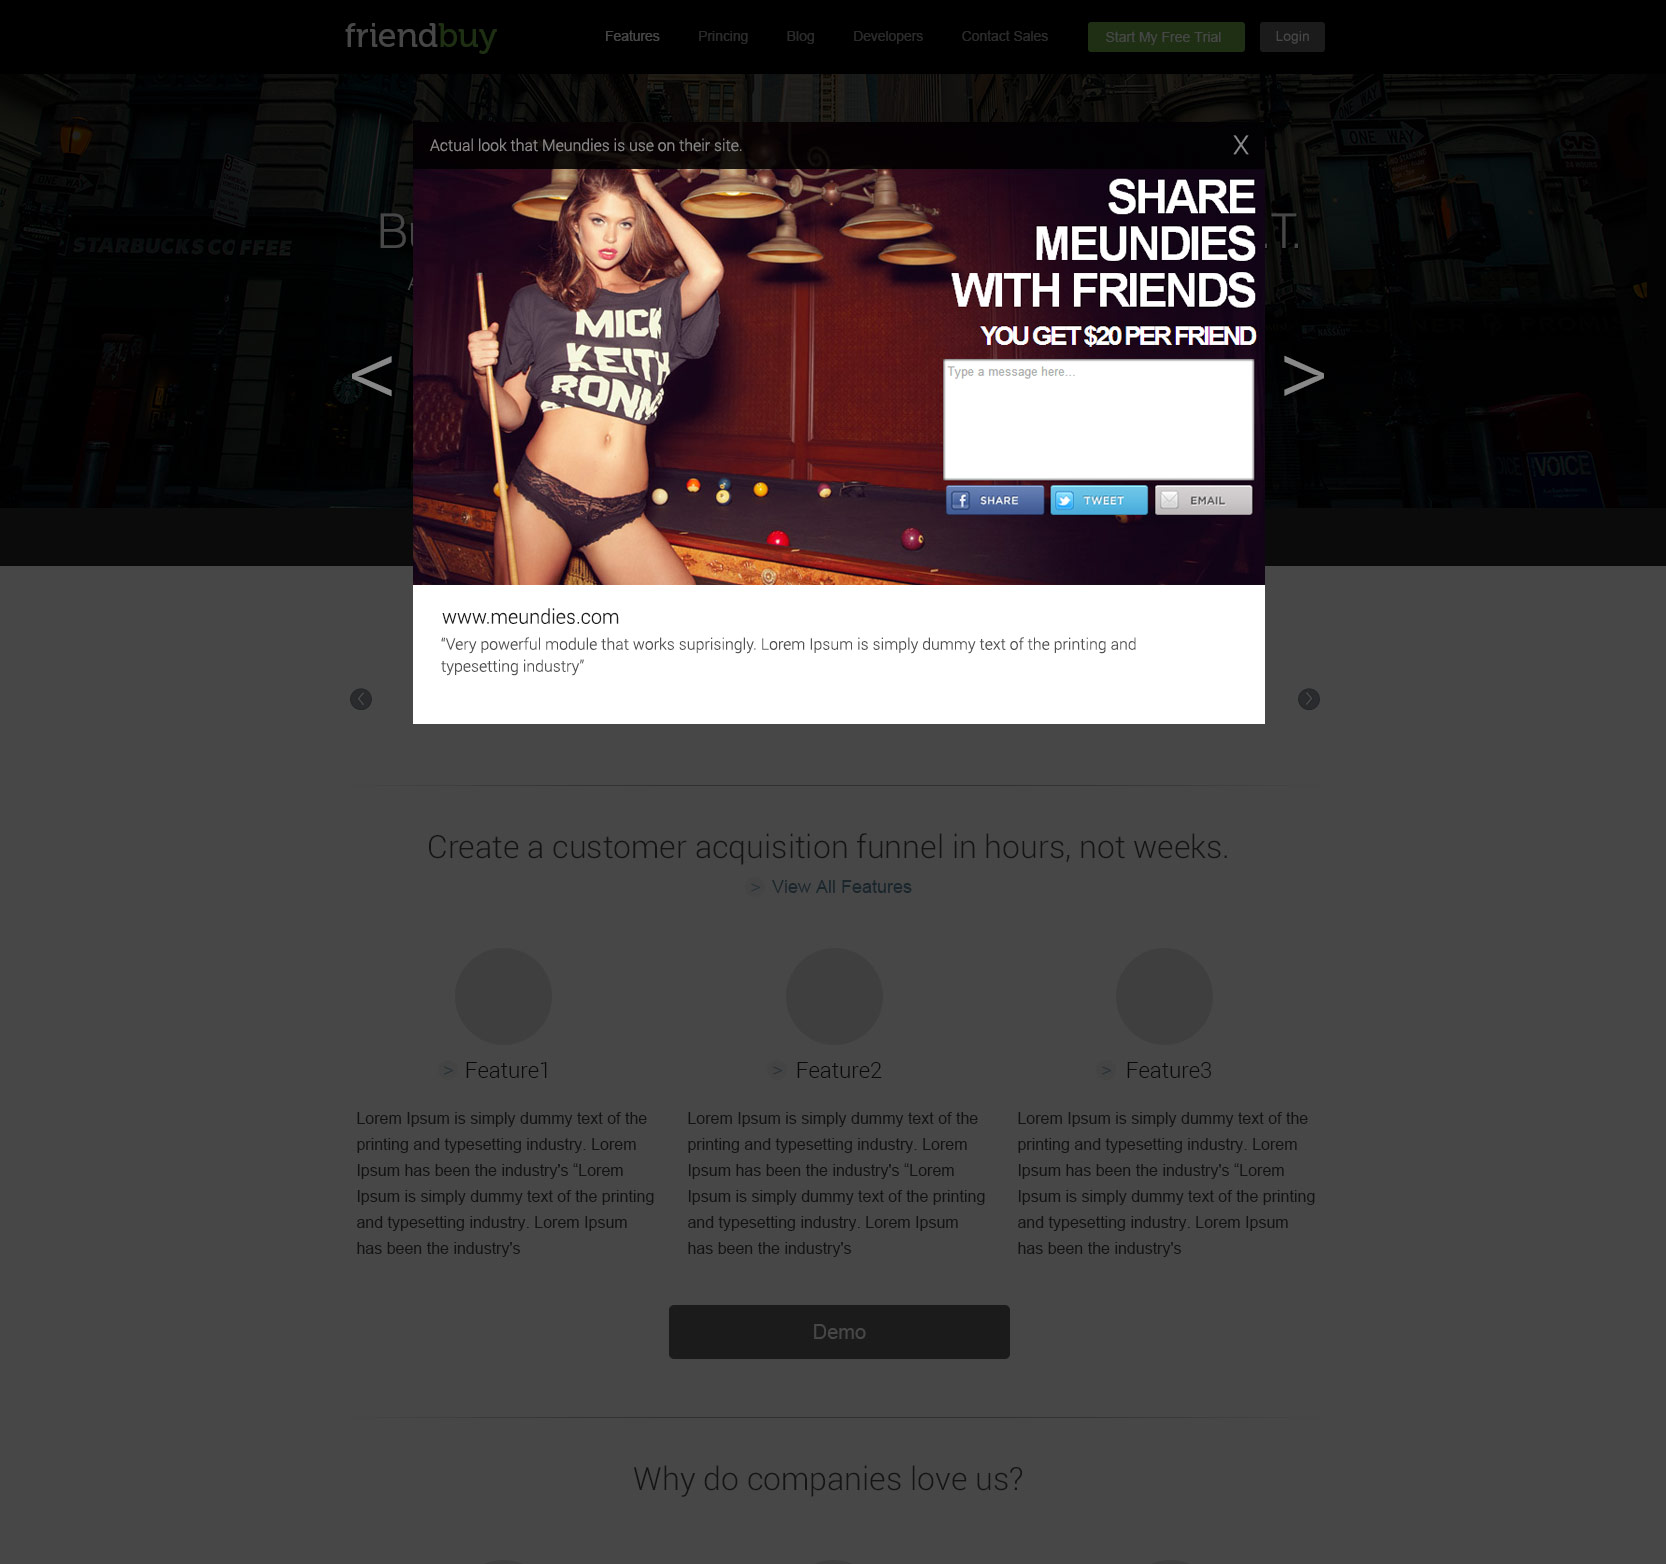 friendbuy
Features Princing Blog Developers Contact Sales Start My Free Trial Login
ONE WAY
CVS
STARBUCKS COFFEE
Actual look that Meundies is use on their site. X
SHARE
MEUNDIES
WITH FRIENDS
YOU GET $20 PER FRIEND
Type a message here...
SHARE TWEET EMAIL
MICK
KEITH
RONN
< >
VOICE
www.meundies.com
“Very powerful module that works suprisingly. Lorem Ipsum is simply dummy text of the printing and
typesetting industry”
Create a customer acquisition funnel in hours, not weeks.
> View All Features
> Feature1
Lorem Ipsum is simply dummy text of the
printing and typesetting industry. Lorem
Ipsum has been the industry's “Lorem
Ipsum is simply dummy text of the printing
and typesetting industry. Lorem Ipsum
has been the industry's
> Feature2
Lorem Ipsum is simply dummy text of the
printing and typesetting industry. Lorem
Ipsum has been the industry's “Lorem
Ipsum is simply dummy text of the printing
and typesetting industry. Lorem Ipsum
has been the industry's
> Feature3
Lorem Ipsum is simply dummy text of the
printing and typesetting industry. Lorem
Ipsum has been the industry's “Lorem
Ipsum is simply dummy text of the printing
and typesetting industry. Lorem Ipsum
has been the industry's
Demo
Why do companies love us?